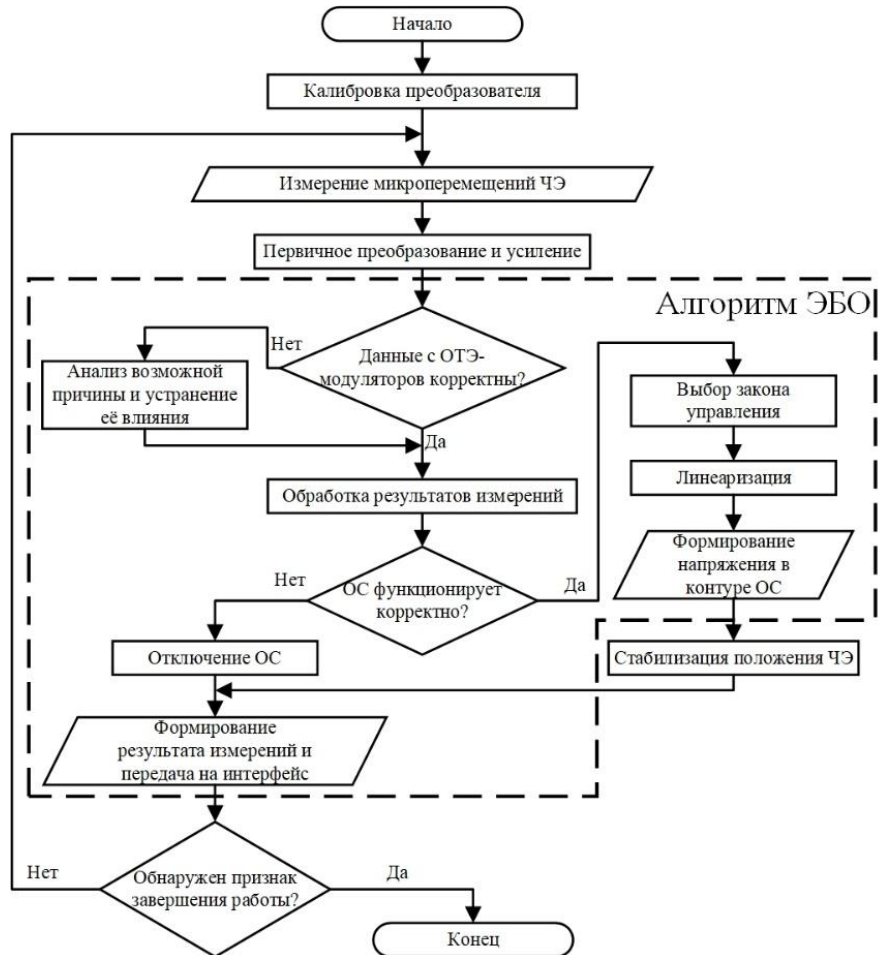 Начало
Калибровка преобразователя
Измерение микроперемещений ЧЭ
Первичное преобразование и усиление
Алгоритм ЭБО
Нет
Данные с ОТЭ-
модуляторов корректны?
Анализ возможной
причины и устранение
её влияния
Да
Выбор закона
управления
Линеаризация
Обработка результатов измерений
Формирование
напряжения в
контуре ОС
Нет
ОС функционирует
корректно?
Да
Отключение ОС
Стабилизация положения ЧЭ
Формирование
результата измерений и
передача на интерфейс
Нет
Обнаружен признак
завершения работы?
Да
Конец